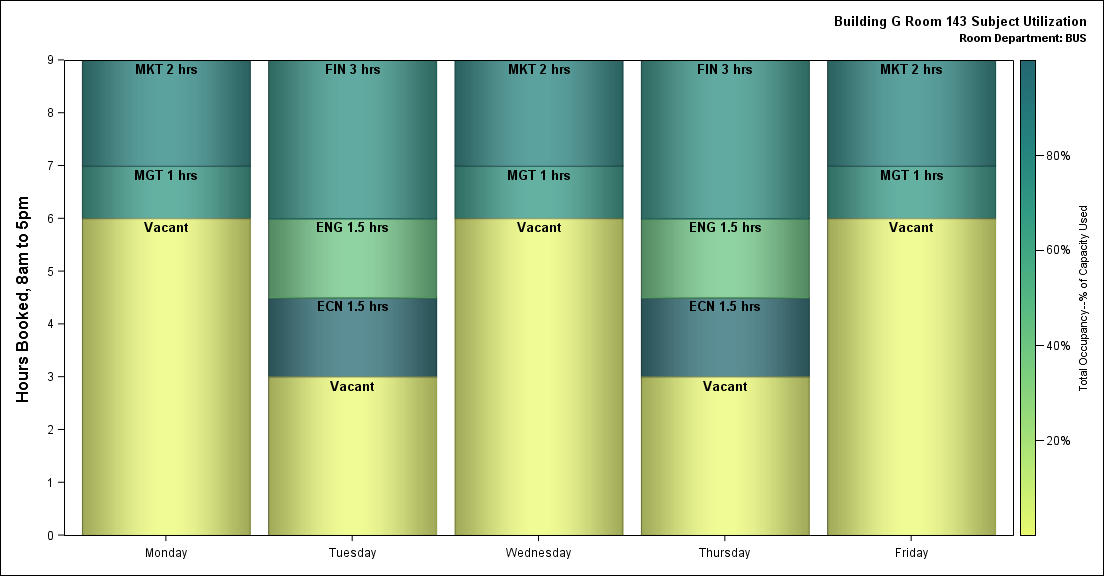 Building G Room 143 Subject Utilization
Room Department: BUS
Hours Booked, 8am to 5pm
9
8
7
6
5
4
3
2
1
0
MKT 2 hrs
MGT 1 hrs
Vacant
FIN 3 hrs
ENG 1.5 hrs
ECN 1.5 hrs
Vacant
MKT 2 hrs
MGT 1 hrs
Vacant
FIN 3 hrs
ENG 1.5 hrs
ECN 1.5 hrs
Vacant
MKT 2 hrs
MGT 1 hrs
Vacant
Monday
Tuesday
Wednesday
Thursday
Friday
80%
60%
40%
20%
Total Occupancy--% of Capacity Used